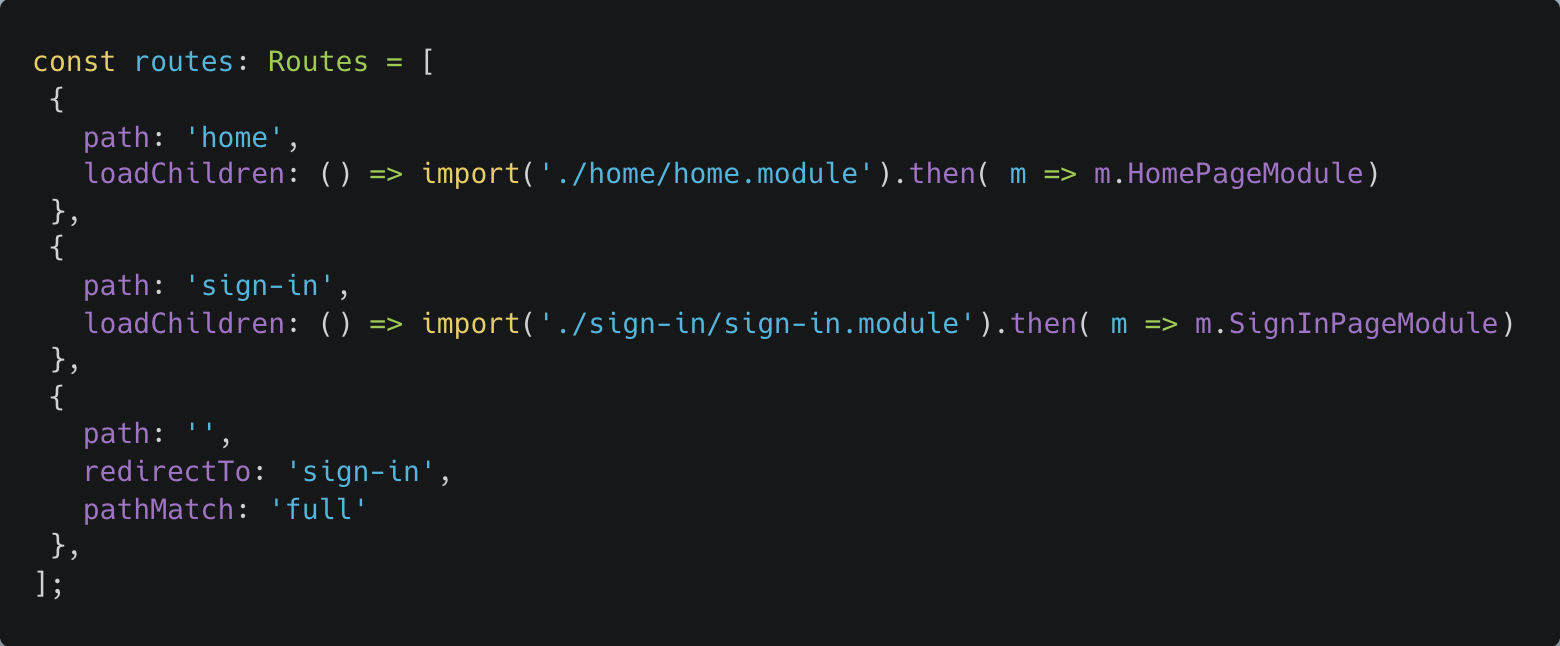 const routes: Routes = [
 {
   path: 'home',
   loadChildren: () => import('./home/home.module').then( m => m.HomePageModule)
 },
 {
   path: 'sign-in',
   loadChildren: () => import('./sign-in/sign-in.module').then( m => m.SignInPageModule)
 },
 {
   path: '',
   redirectTo: 'sign-in',
   pathMatch: 'full'
 },
];